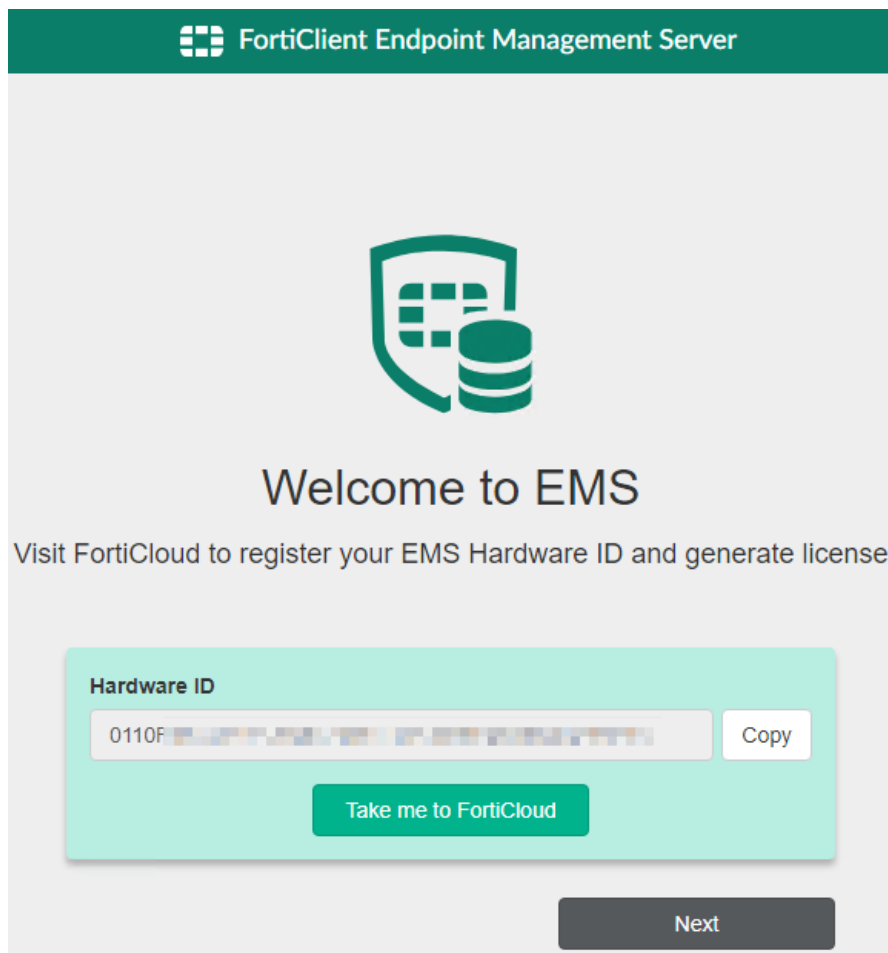 FortiClient Endpoint Management Server
Welcome to EMS
Visit FortiCloud to register your EMS Hardware ID and generate license
Hardware ID
Copy
Take me to FortiCloud
Next